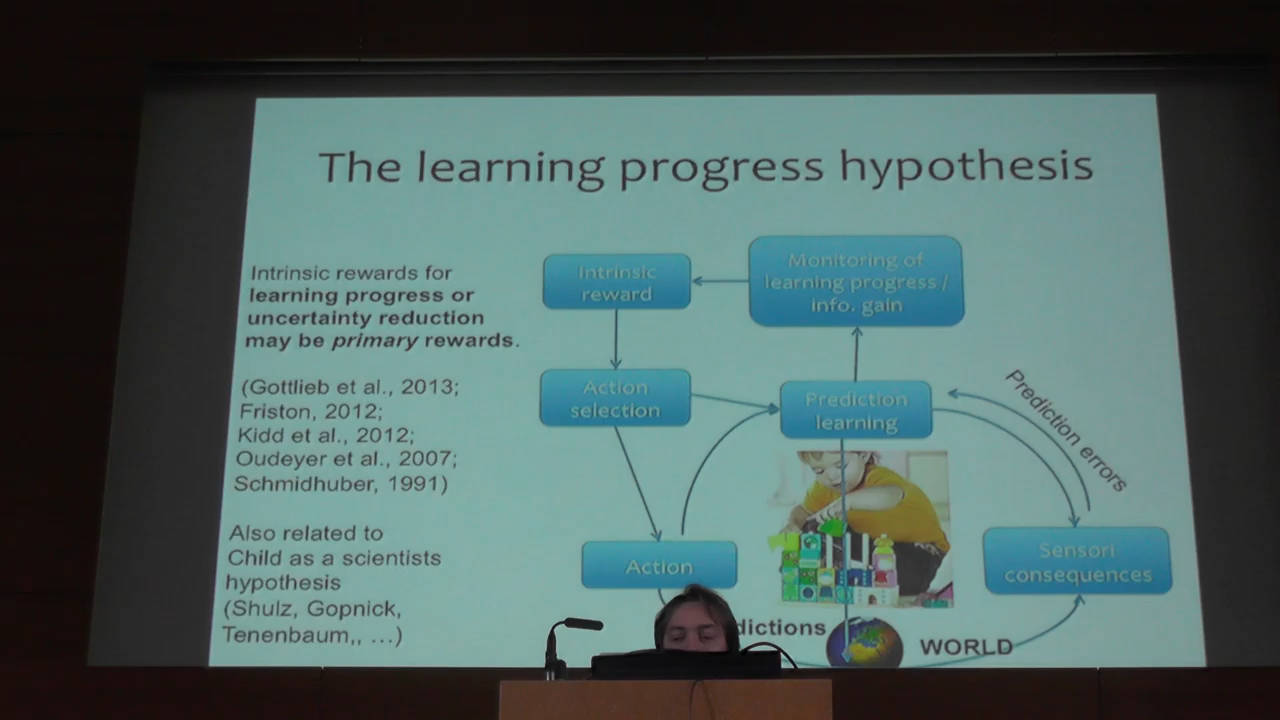 The learning progress hypothesis
Intrinsic rewards for
learning progress or
uncertainty reduction
may be primary rewards.
(Gottlieb et al., 2013;
Friston, 2012;
Kidd et al., 2012;
Oudeyer et al., 2007;
Schmidhuber, 1991)
Also related to
Child as a scientists
hypothesis
(Shulz, Gopnick,
Tenenbaum,, ...)
Intrinsic
reward
Monitoring of
learning progress /
info. gain
Action
selection
Prediction
learning
Prediction errors
Action
Sensori
consequences
dictions
WORLD